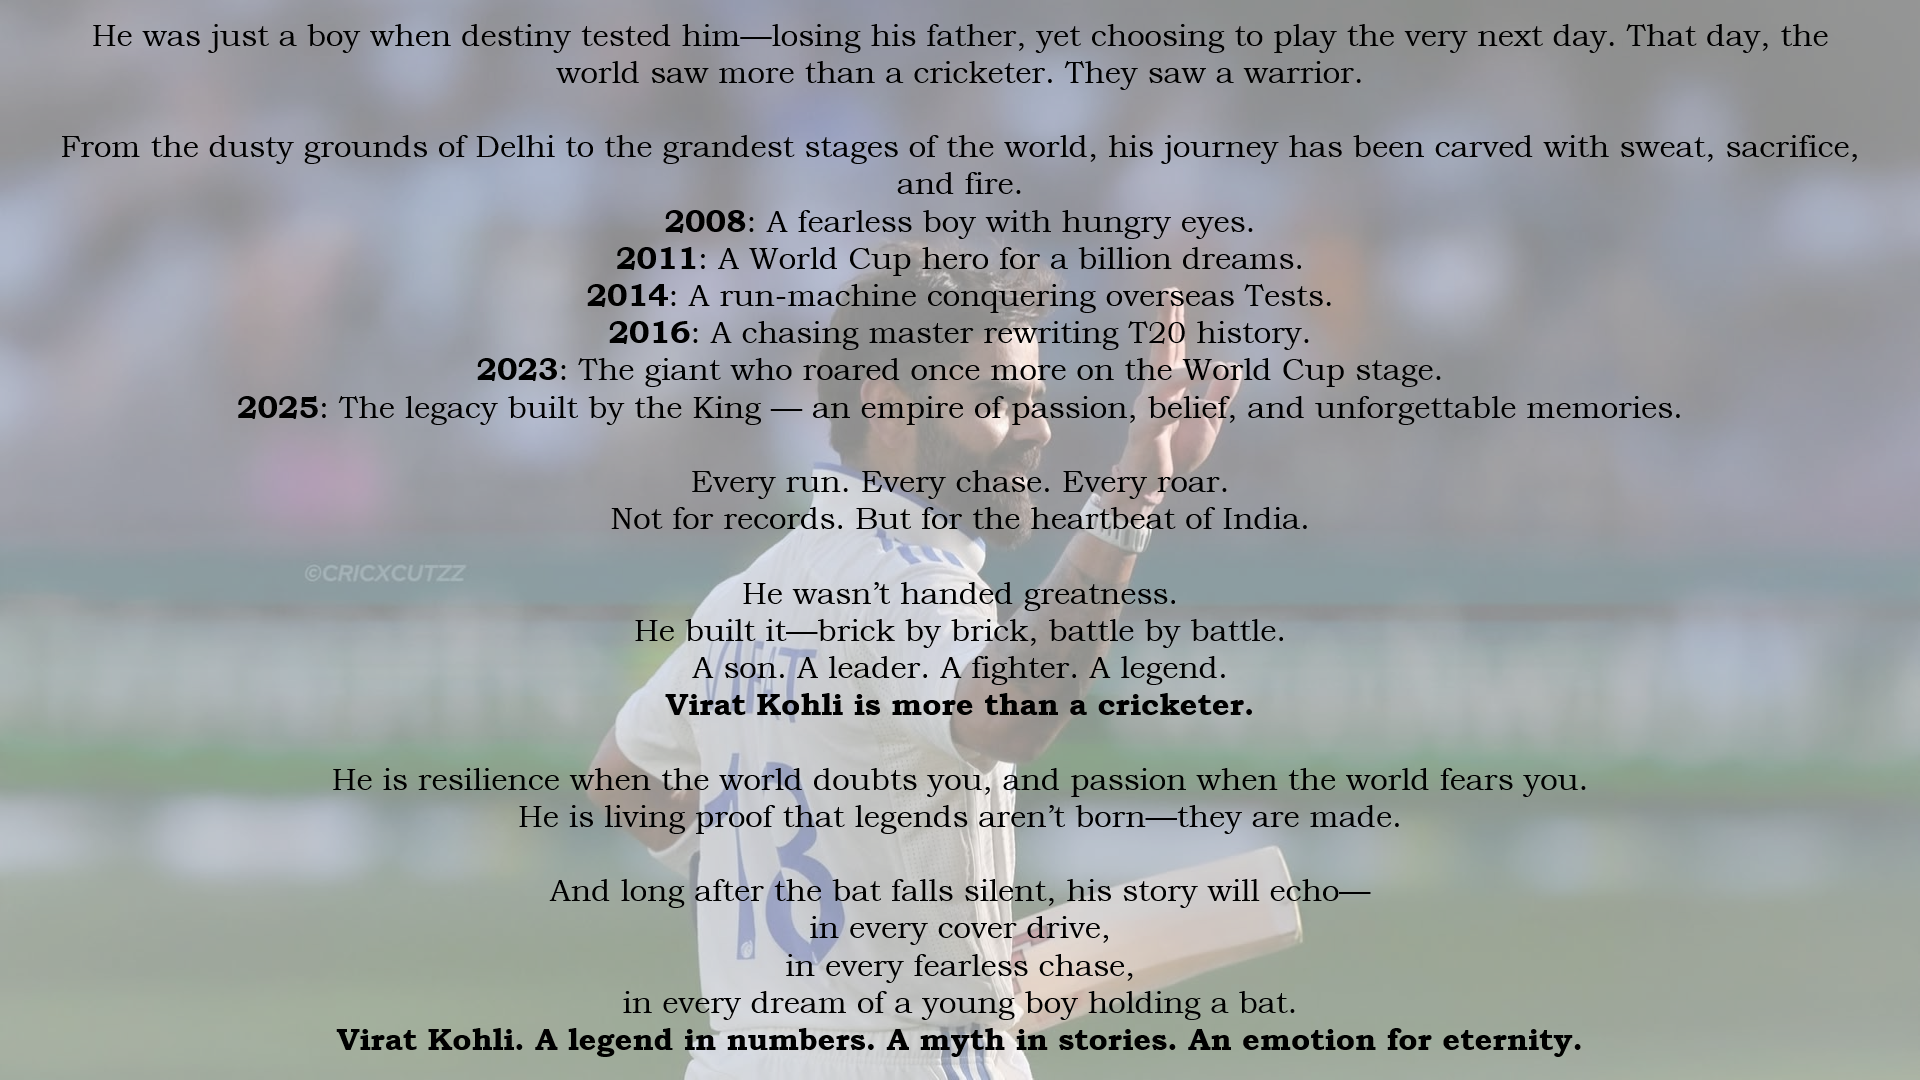 He was just a boy when destiny tested him—losing his father, yet choosing to play the very next day. That day, the
world saw more than a cricketer. They saw a warrior.
From the dusty grounds of Delhi to the grandest stages of the world, his journey has been carved with sweat, sacrifice,
and fire.
2008: A fearless boy with hungry eyes.
2011: A World Cup hero for a billion dreams.
2014: A run-machine conquering overseas Tests.
2016: A chasing master rewriting T20 history.
2023: The giant who roared once more on the World Cup stage.
2025: The legacy built by the King — an empire of passion, belief, and unforgettable memories.
Every run. Every chase. Every roar.
Not for records. But for the heartbeat of India.
©CRICXCUTZZ
He wasn’t handed greatness.
He built it—brick by brick, battle by battle.
A son. A leader. A fighter. A legend.
VIRAT
Virat Kohli is more than a cricketer.
He is resilience when the world doubts you, and passion when the world fears you.
He is living proof that legends aren’t born—they are made.
18
And long after the bat falls silent, his story will echo—
in every cover drive,
in every fearless chase,
in every dream of a young boy holding a bat.
Virat Kohli. A legend in numbers. A myth in stories. An emotion for eternity.